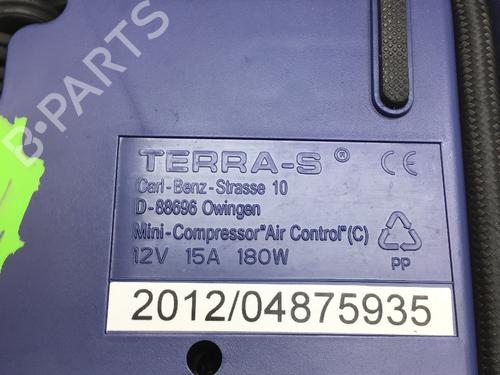 B-PARTS
TERRA-S®
CE
Carl-Benz-Strasse 10
D-88696 Owingen
Mini-Compressor"Air Control"(C)
12V 15A 180W
PP
2012/04875935